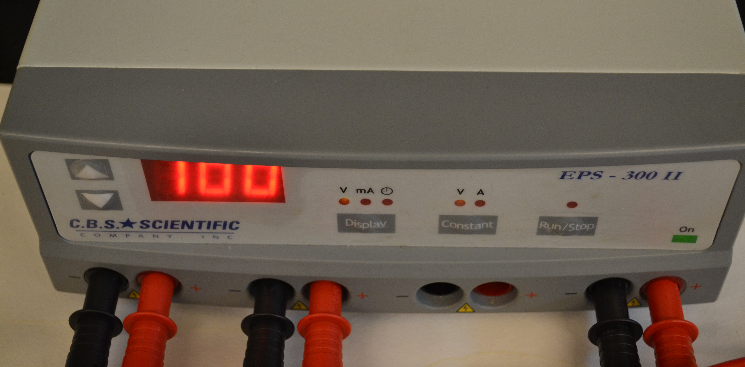 100
EPS - 300 II
V mA
V A
Display
Constant
Run/Stop
On
C.B.S.★SCIENTIFIC
COMPANY, INC
- + - + - + - +